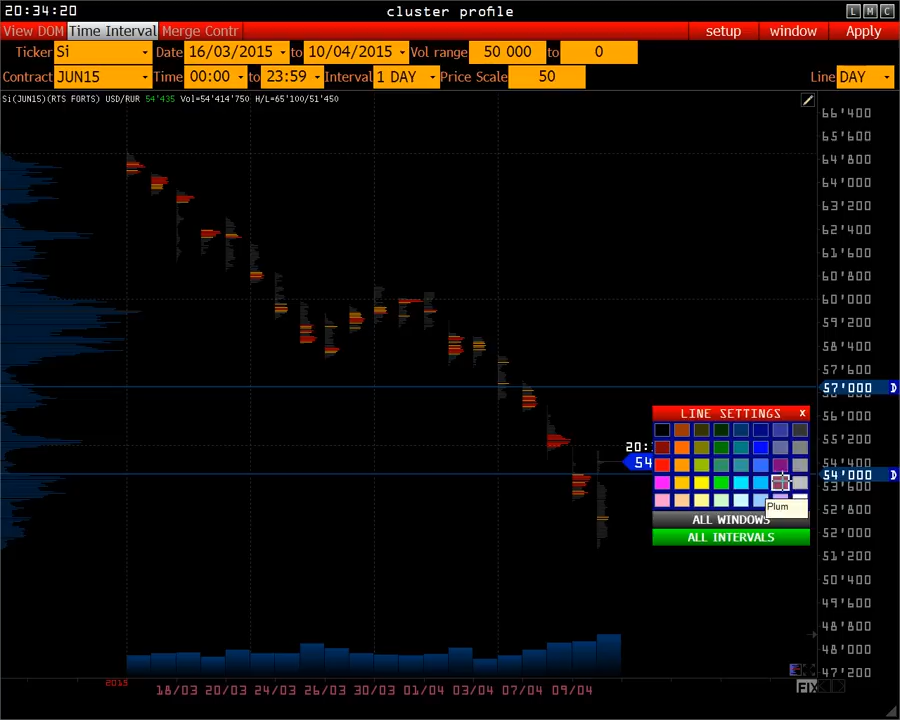 20:34:20 cluster profile L M C
View DOM Time Interval Merge Contr setup window Apply
Ticker Si Date 16/03/2015 to 10/04/2015 Vol range 50 000 to 0
Contract JUN15 Time 00:00 to 23:59 Interval 1 DAY Price Scale 50 Line DAY
Si(JUN15)(RTS FORTS) USD/RUR 54'435 Vol=54'414'750 H/L=65'100/51'450
66'400
65'600
64'800
64'000
63'200
62'400
61'600
60'800
60'000
59'200
58'400
57'600
57'000 D
56'000
LINE SETTINGS x
55'200
20:
54'400
54
54'000 D
53'600
Plum
52'800
ALL WINDOWS
52'000
ALL INTERVALS
51'200
50'400
49'600
48'800
48'000
47'200
2015
18/03 20/03 24/03 26/03 30/03 01/04 03/04 07/04 09/04
FIX